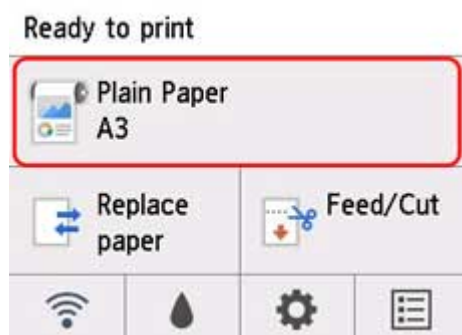 Ready to print
Plain Paper
A3
Replace
paper
Feed/Cut